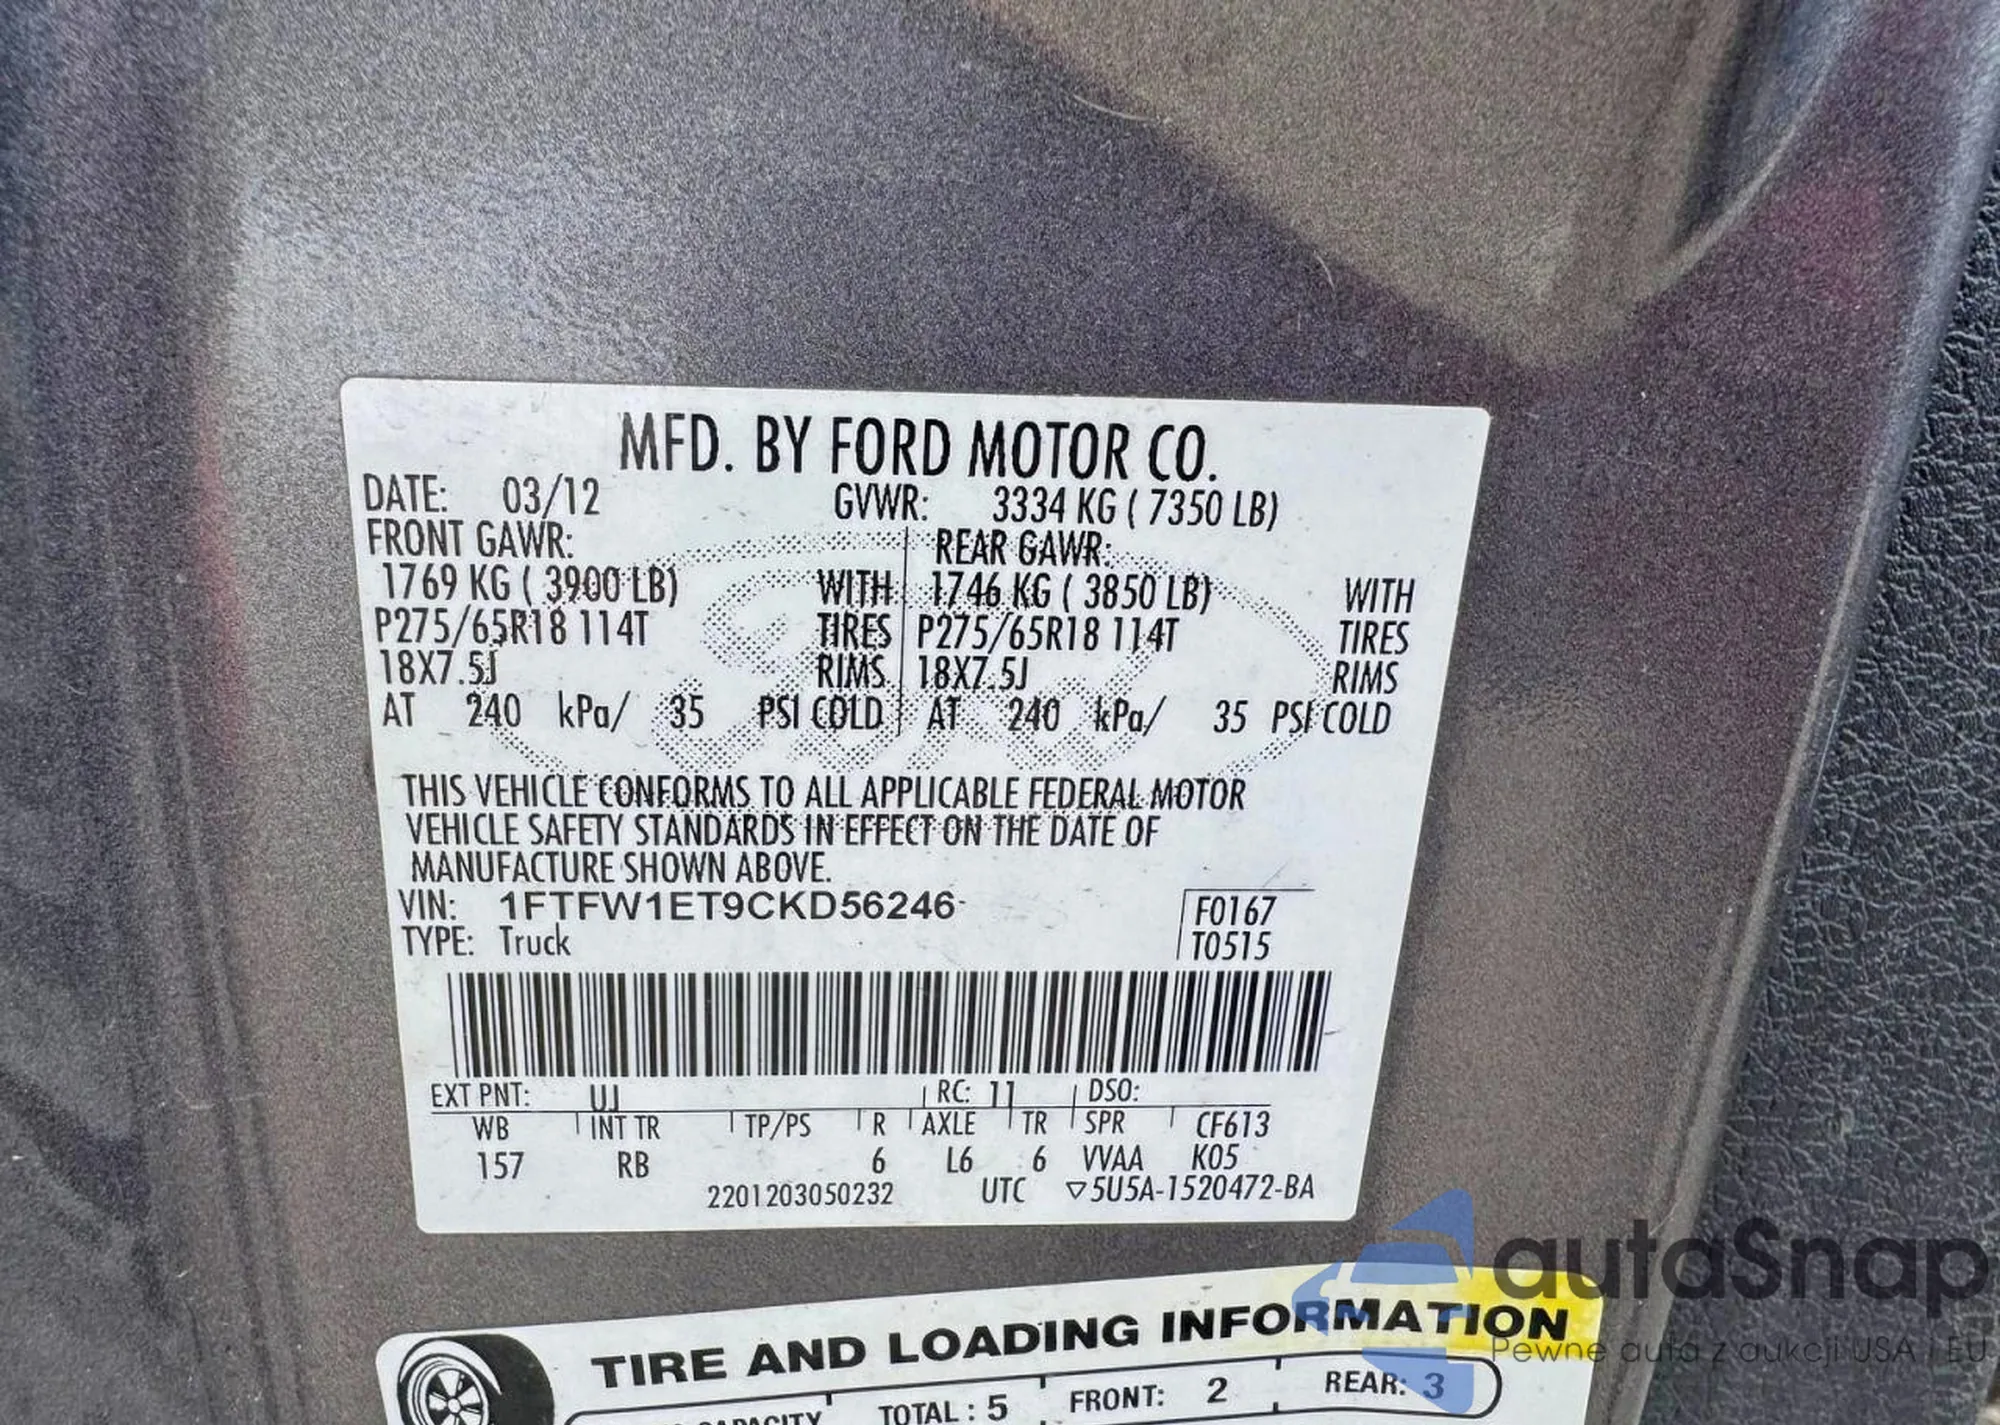 MFD. BY FORD MOTOR CO.
DATE: 03/12 GVWR: 3334 KG ( 7350 LB)
FRONT GAWR: REAR GAWR:
1769 KG ( 3900 LB) WITH 1746 KG ( 3850 LB) WITH
P275/65R18 114T TIRES P275/65R18 114T TIRES
18X7.5J RIMS 18X7.5J RIMS
AT 240 kPa/ 35 PSI COLD AT 240 kPa/ 35 PSI COLD
THIS VEHICLE CONFORMS TO ALL APPLICABLE FEDERAL MOTOR
VEHICLE SAFETY STANDARDS IN EFFECT ON THE DATE OF
MANUFACTURE SHOWN ABOVE.
VIN: 1FTFW1ET9CKD56246 F0167
TYPE: Truck T0515
EXT PNT: UJ RC: 11 DSO:
WB INT TR TP/PS R AXLE TR SPR CF613
157 RB 6 L6 6 VVAA K05
2201203050232 UTC ▽5U5A-1520472-BA
TIRE AND LOADING INFORMATION
CAPACITY TOTAL : 5 FRONT: 2 REAR: 3
autaSnap
Pewne auta z aukcji USA i EU